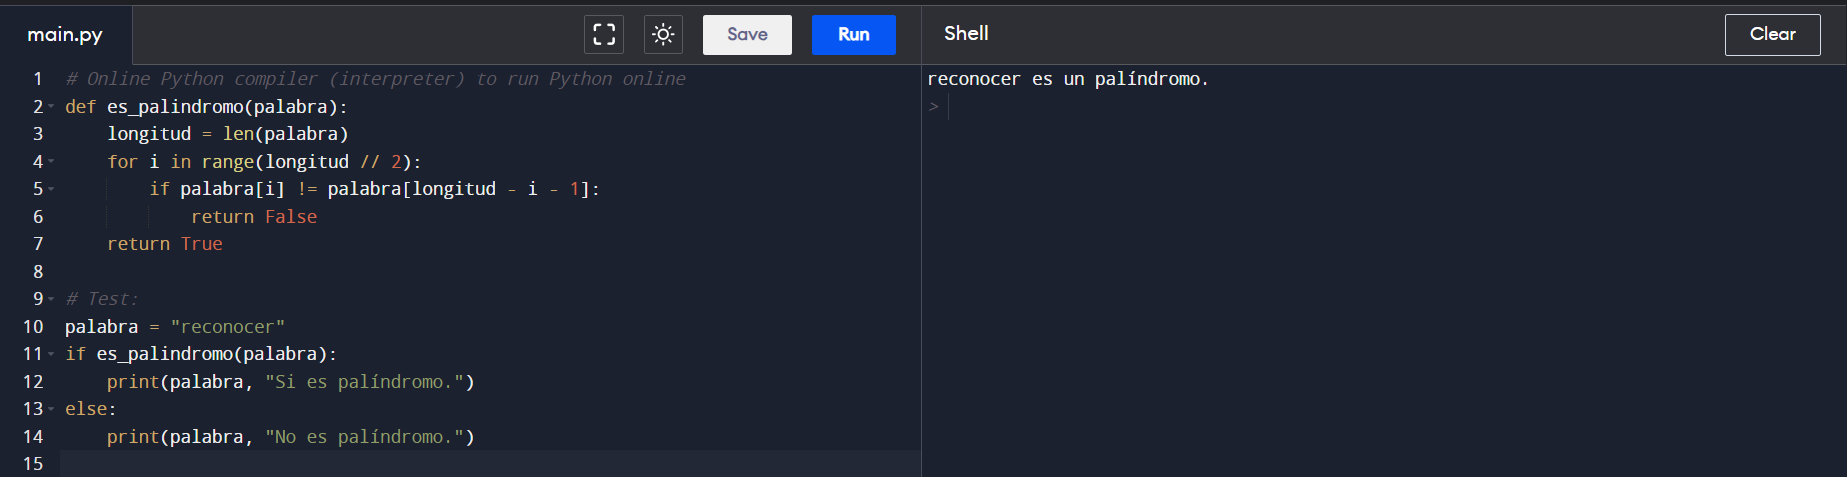 main.py Save Run Shell Clear
1 # Online Python compiler (interpreter) to run Python online
2 def es_palindromo(palabra):
3     longitud = len(palabra)
4     for i in range(longitud // 2):
5         if palabra[i] != palabra[longitud - i - 1]:
6             return False
7     return True
8
9 # Test:
10 palabra = "reconocer"
11 if es_palindromo(palabra):
12     print(palabra, "Si es palíndromo.")
13 else:
14     print(palabra, "No es palíndromo.")
15
reconocer es un palíndromo.
>